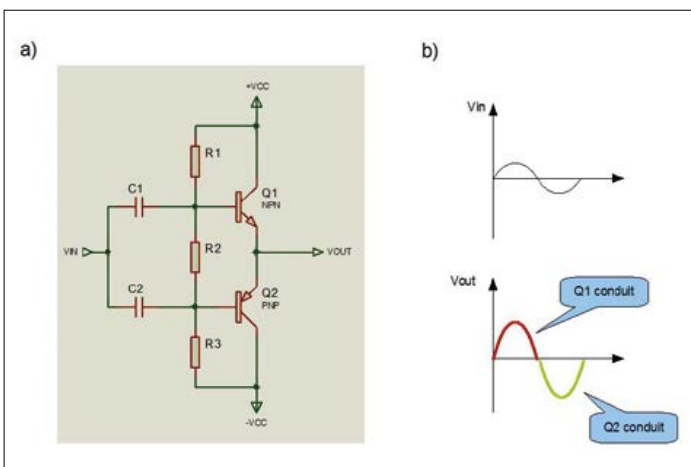 a)
+VCC
R1
C1
Q1
NPN
VIN
R2
VOUT
C2
Q2
PNP
R3
-VCC
b)
Vin
Vout
Q1 conduit
Q2 conduit